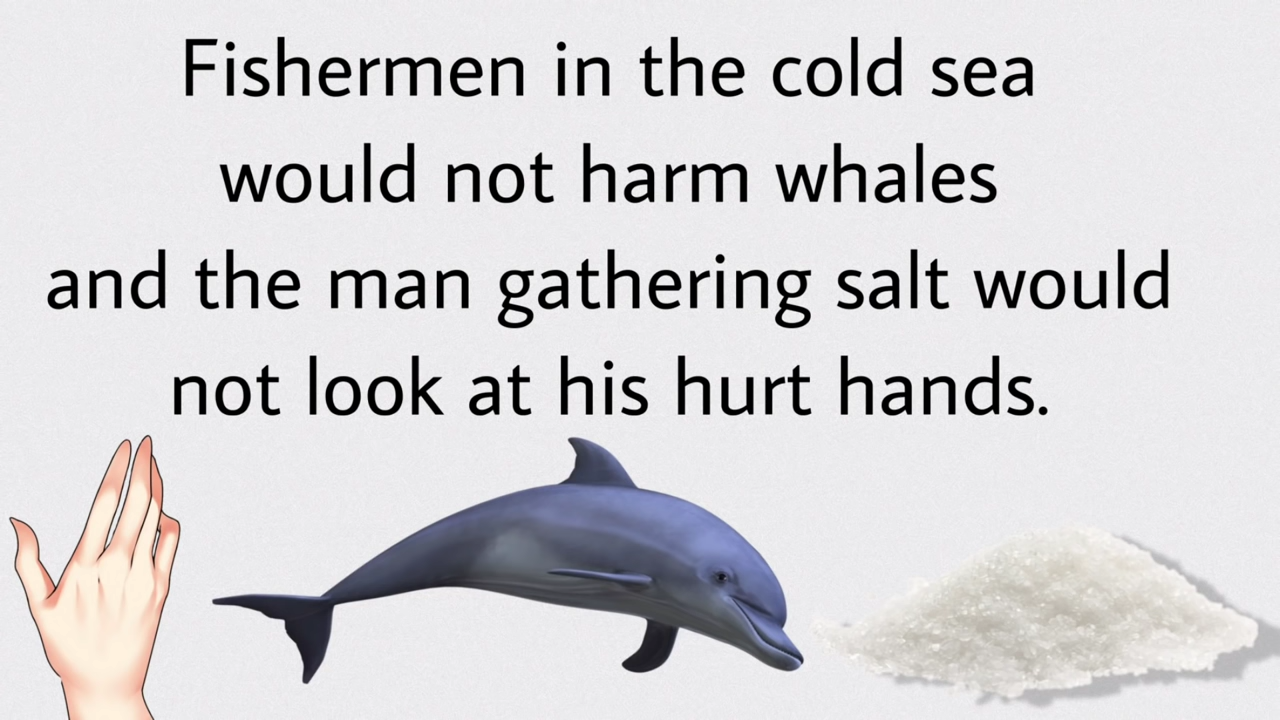 Fishermen in the cold sea
would not harm whales
and the man gathering salt would
not look at his hurt hands.